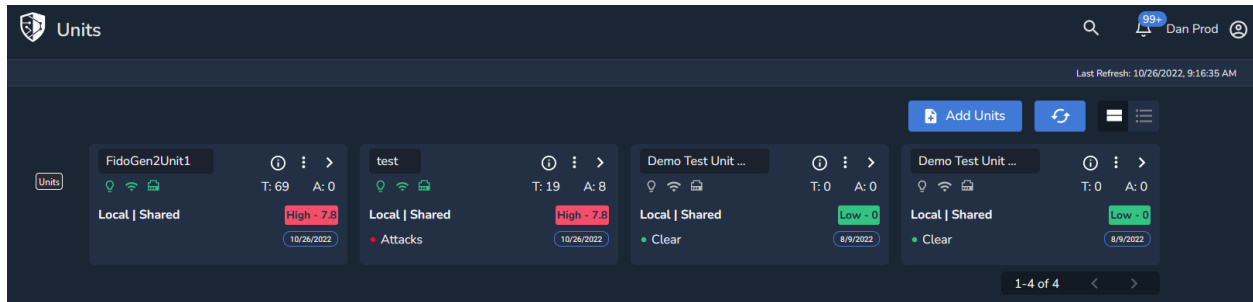 Units
99+
Dan Prod
Last Refresh: 10/26/2022, 9:16:35 AM
Add Units
Units
FidoGen2Unit1
T: 69 A: 0
Local | Shared
High - 7.8
10/26/2022
test
T: 19 A: 8
Local | Shared
High - 7.8
Attacks
10/26/2022
Demo Test Unit ...
T: 0 A: 0
Local | Shared
Low - 0
Clear
8/9/2022
Demo Test Unit ...
T: 0 A: 0
Local | Shared
Low - 0
Clear
8/9/2022
1-4 of 4